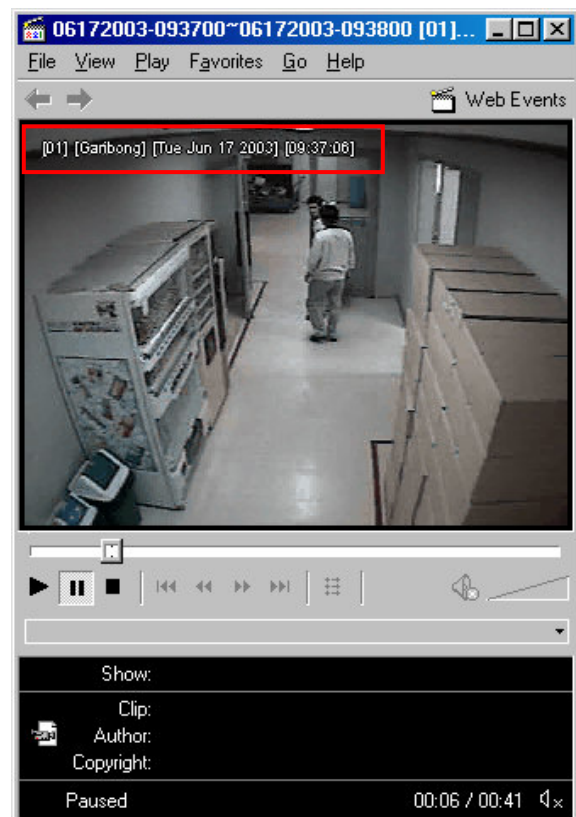 06172003-093700~06172003-093800 [01]...
File View Play Favorites Go Help
Web Events
[01] [Garibong] [Tue Jun 17 2003] [09:37:06]
Show:
Clip:
Author:
Copyright:
Paused 00:06 / 00:41